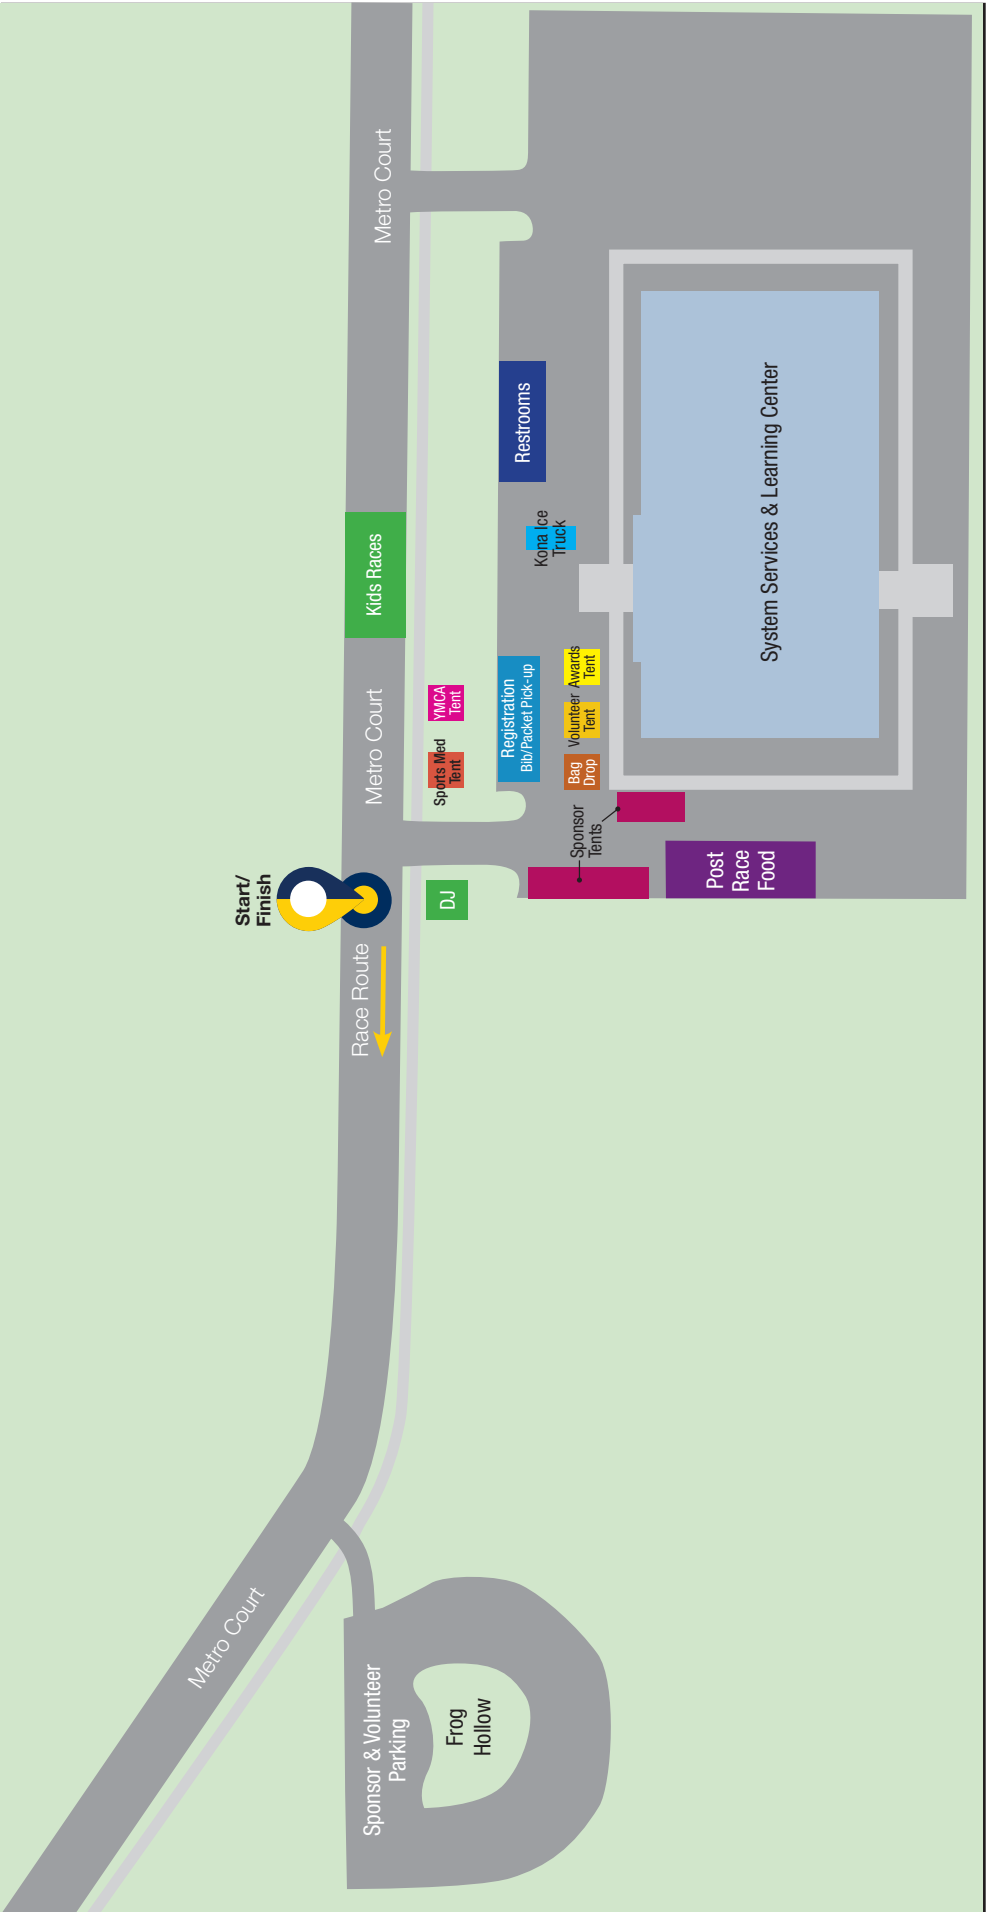 Metro Court
Restrooms
System Services & Learning Center
Kona Ice
Truck
Kids Races
Metro Court
YMCA
Tent
Sports Med
Tent
Registration
Bib/Packet Pick-up
Awards
Tent
Volunteer
Tent
Bag
Drop
Sponsor
Tents
Post
Race
Food
DJ
Start/
Finish
Race Route
Metro Court
Sponsor & Volunteer
Parking
Frog
Hollow